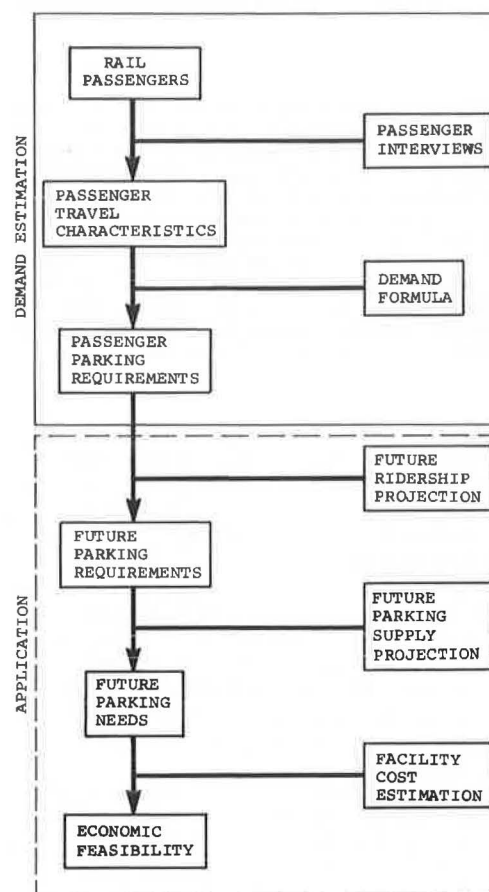 DEMAND ESTIMATION
RAIL
PASSENGERS
PASSENGER
INTERVIEWS
PASSENGER
TRAVEL
CHARACTERISTICS
DEMAND
FORMULA
PASSENGER
PARKING
REQUIREMENTS
APPLICATION
FUTURE
RIDERSHIP
PROJECTION
FUTURE
PARKING
REQUIREMENTS
FUTURE
PARKING
SUPPLY
PROJECTION
FUTURE
PARKING
NEEDS
FACILITY
COST
ESTIMATION
ECONOMIC
FEASIBILITY